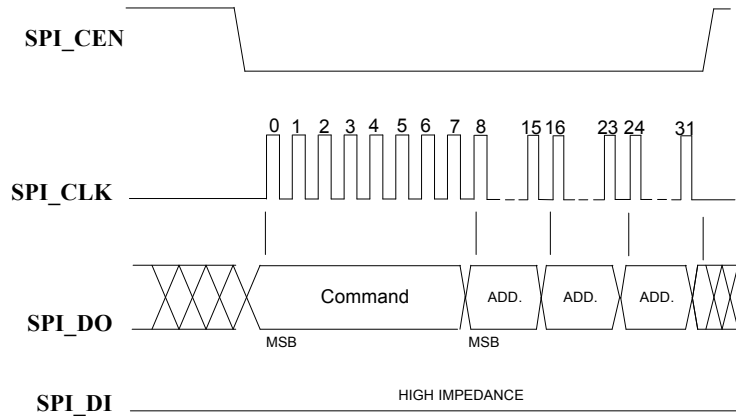 SPI_CEN
0 1 2 3 4 5 6 7 8 15 16 23 24 31
SPI_CLK
Command ADD. ADD. ADD.
SPI_DO
MSB MSB
HIGH IMPEDANCE
SPI_DI